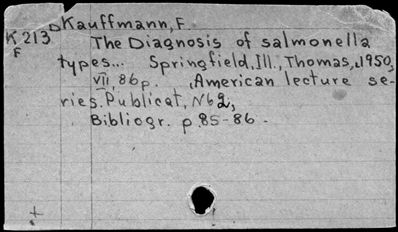 Kauffmann, F.
K 213
F
The Diagnosis of salmonella
types... Springfield, Ill., Thomas, 1950,
VII, 86 p. (American lecture se-
ries. Publicat, № 62,
Bibliogr. p. 85-86.
+